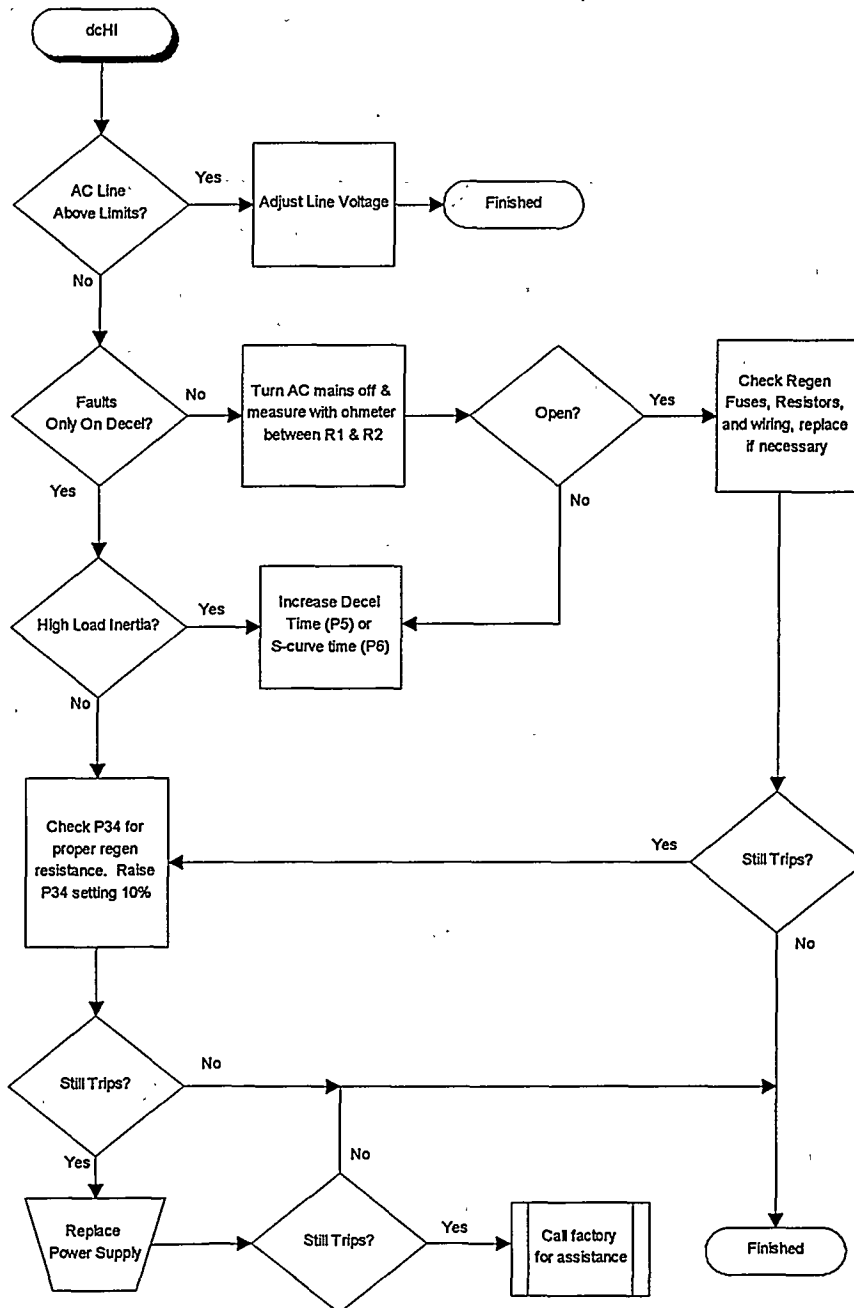 dcHI
AC Line
Above Limits?
Yes
Adjust Line Voltage
Finished
No
Faults
Only On Decel?
No
Turn AC mains off &
measure with ohmeter
between R1 & R2
Open?
Yes
Check Regen
Fuses, Resistors,
and wiring, replace
if necessary
Yes
No
High Load Inertia?
Yes
Increase Decel
Time (P5) or
S-curve time (P6)
No
Check P34 for
proper regen
resistance. Raise
P34 setting 10%
Yes
Still Trips?
No
Still Trips?
No
Yes
No
Replace
Power Supply
Still Trips?
Yes
Call factory
for assistance
Finished